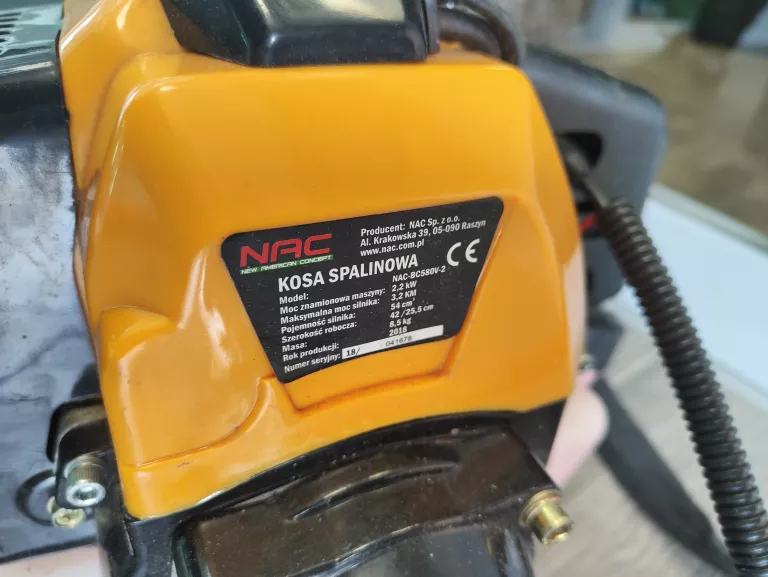 NAC
NEW AMERICAN CONCEPT
Producent: NAC Sp. z o.o.
Al. Krakowska 39, 05-090 Raszyn
www.nac.com.pl
CE
KOSA SPALINOWA
Model: NAC-BC580V-2
Moc znamionowa maszyny: 2,2 kW
Maksymalna moc silnika: 3,2 KM
Pojemność silnika: 54 cm³
Szerokość robocza: 42 /25,5 cm
Masa: 8,5 kg
Rok produkcji: 2018
Numer seryjny: 18/ 041678